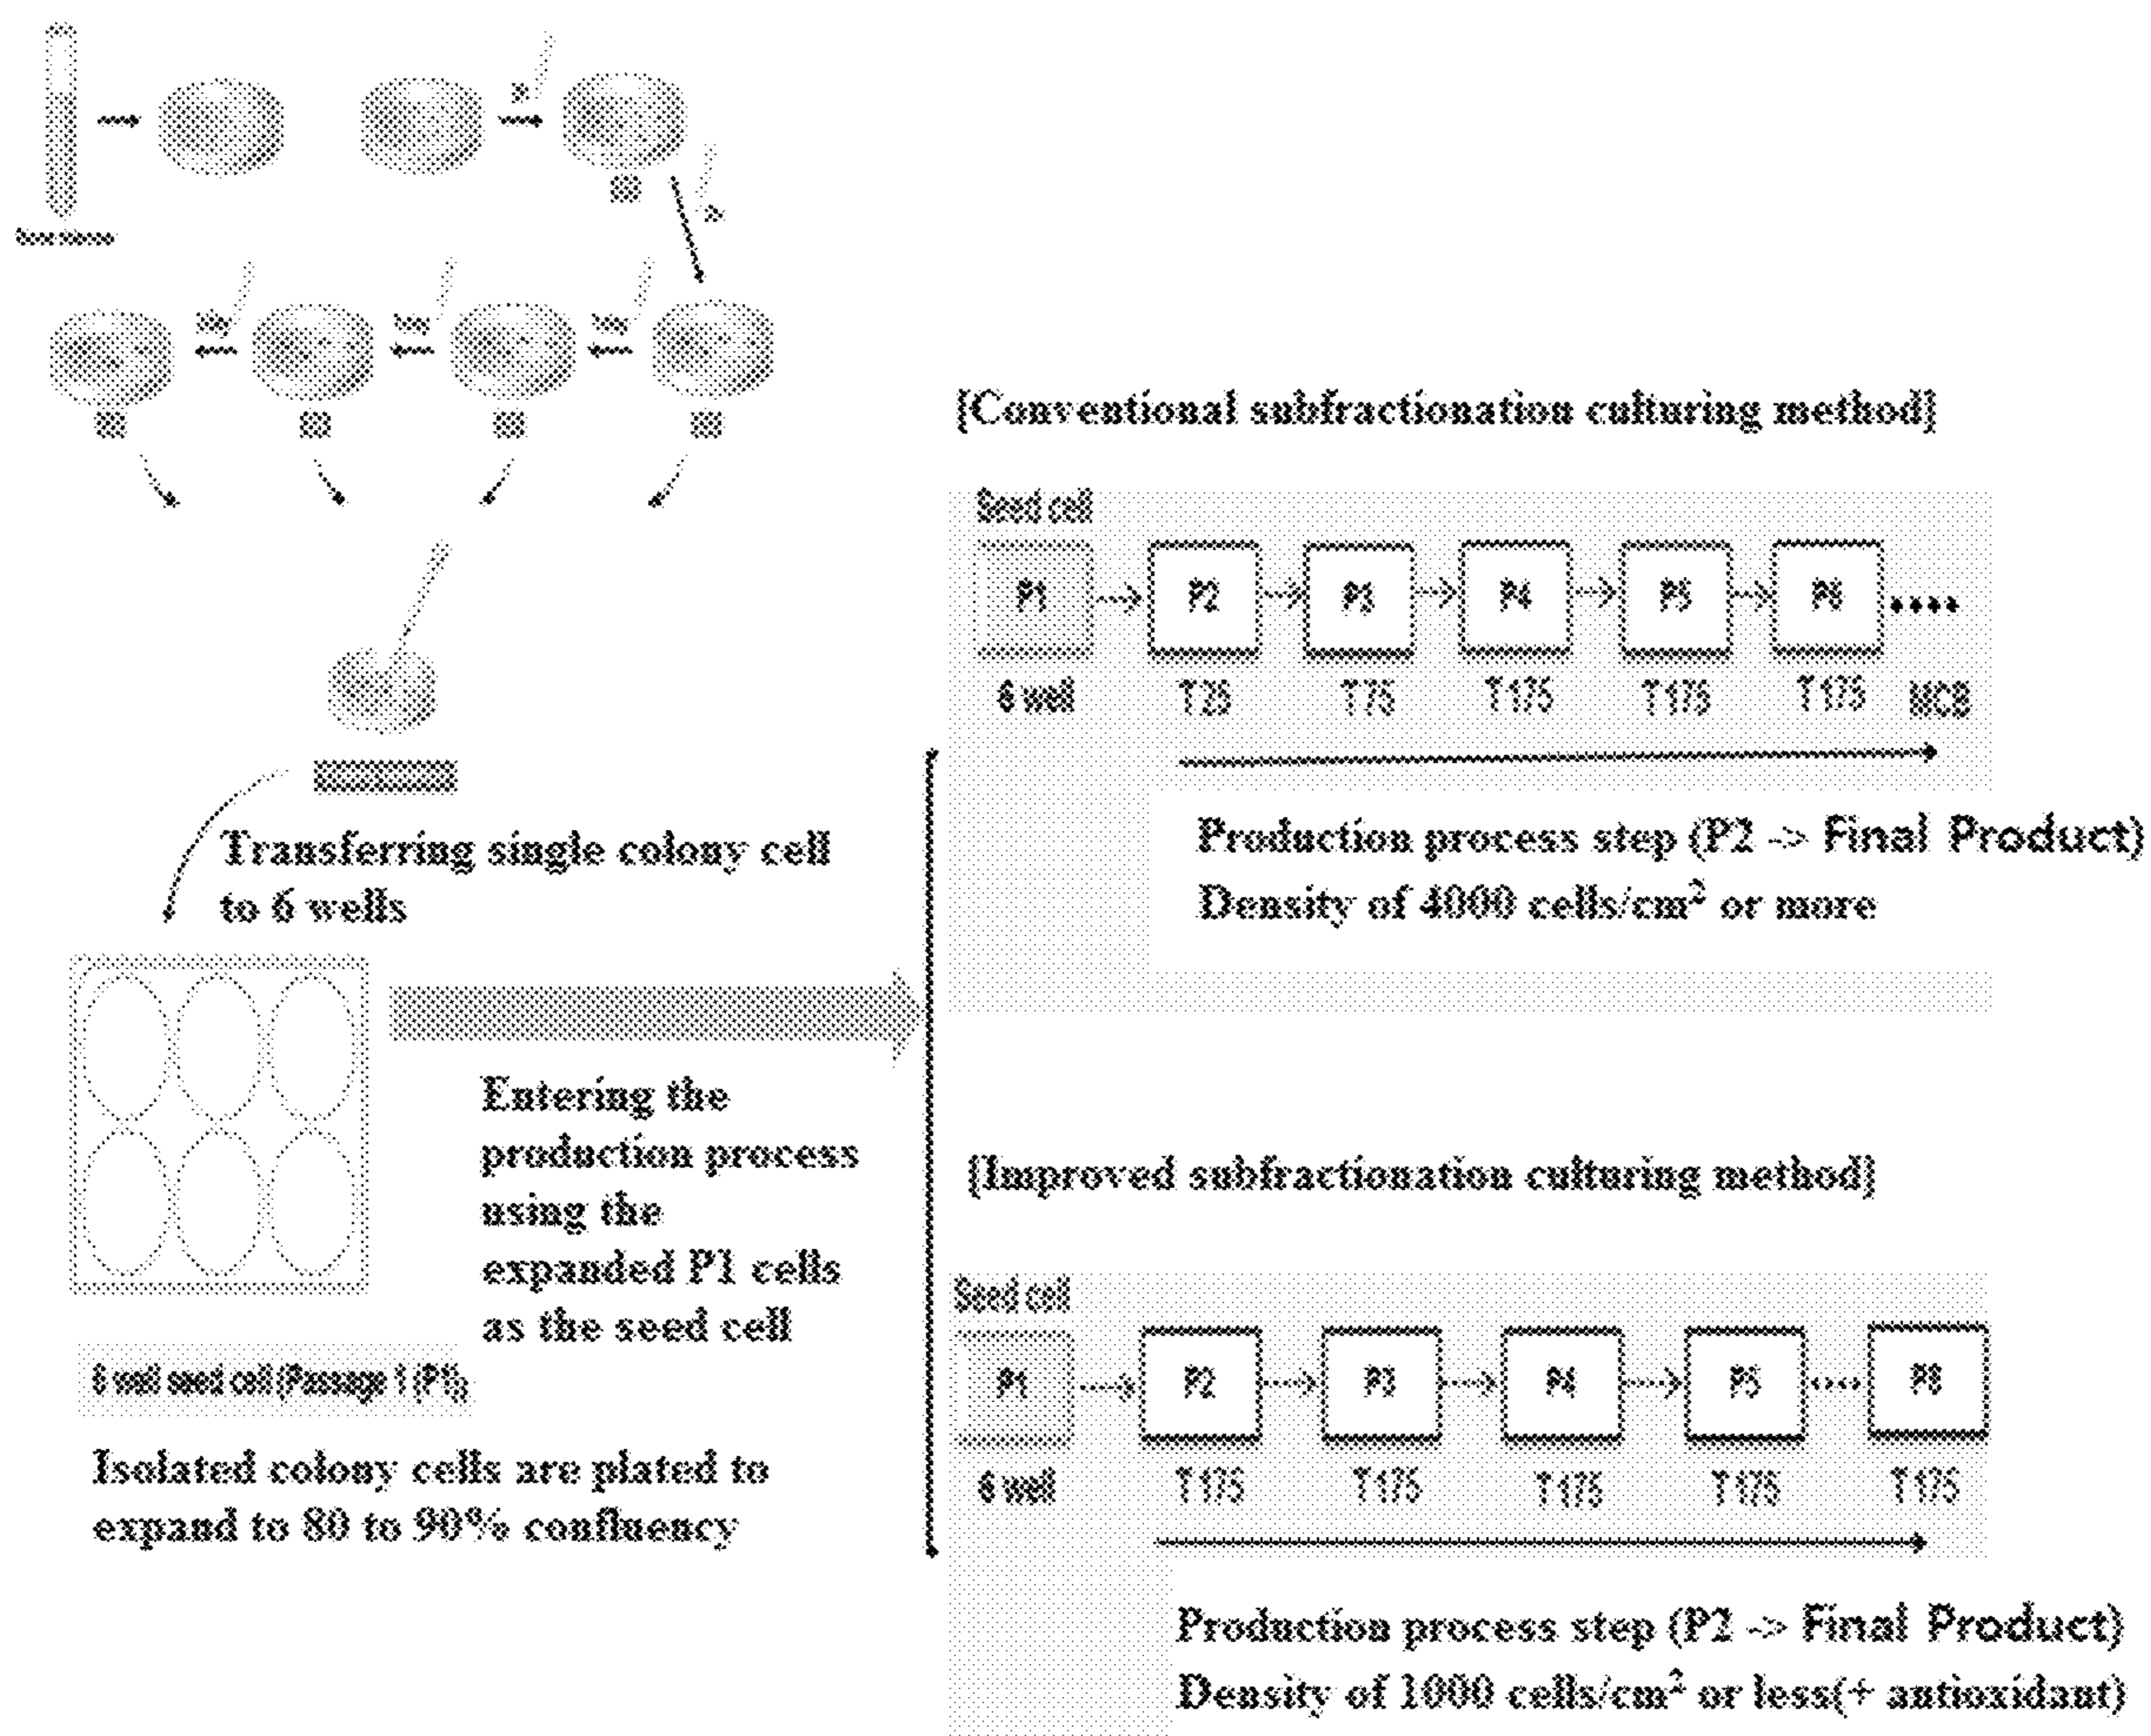 [Conventional subfractionation culturing method]
Seed cell
P1
P2
P3
P4
P5
P6
6 well
T25
T75
T175
T175
T175
MCB
Production process step (P2 -> Final Product)
Density of 4000 cells/cm² or more
Transferring single colony cell
to 6 wells
Entering the
production process
using the
expanded P1 cells
as the seed cell
6 well seed cell (Passage 1 (P1))
Isolated colony cells are plated to
expand to 80 to 90% confluency
[Improved subfractionation culturing method]
Seed cell
P1
P2
P3
P4
P5
P8
6 well
T175
T175
T175
T175
T175
Production process step (P2 -> Final Product)
Density of 1000 cells/cm² or less(+ antioxidant)